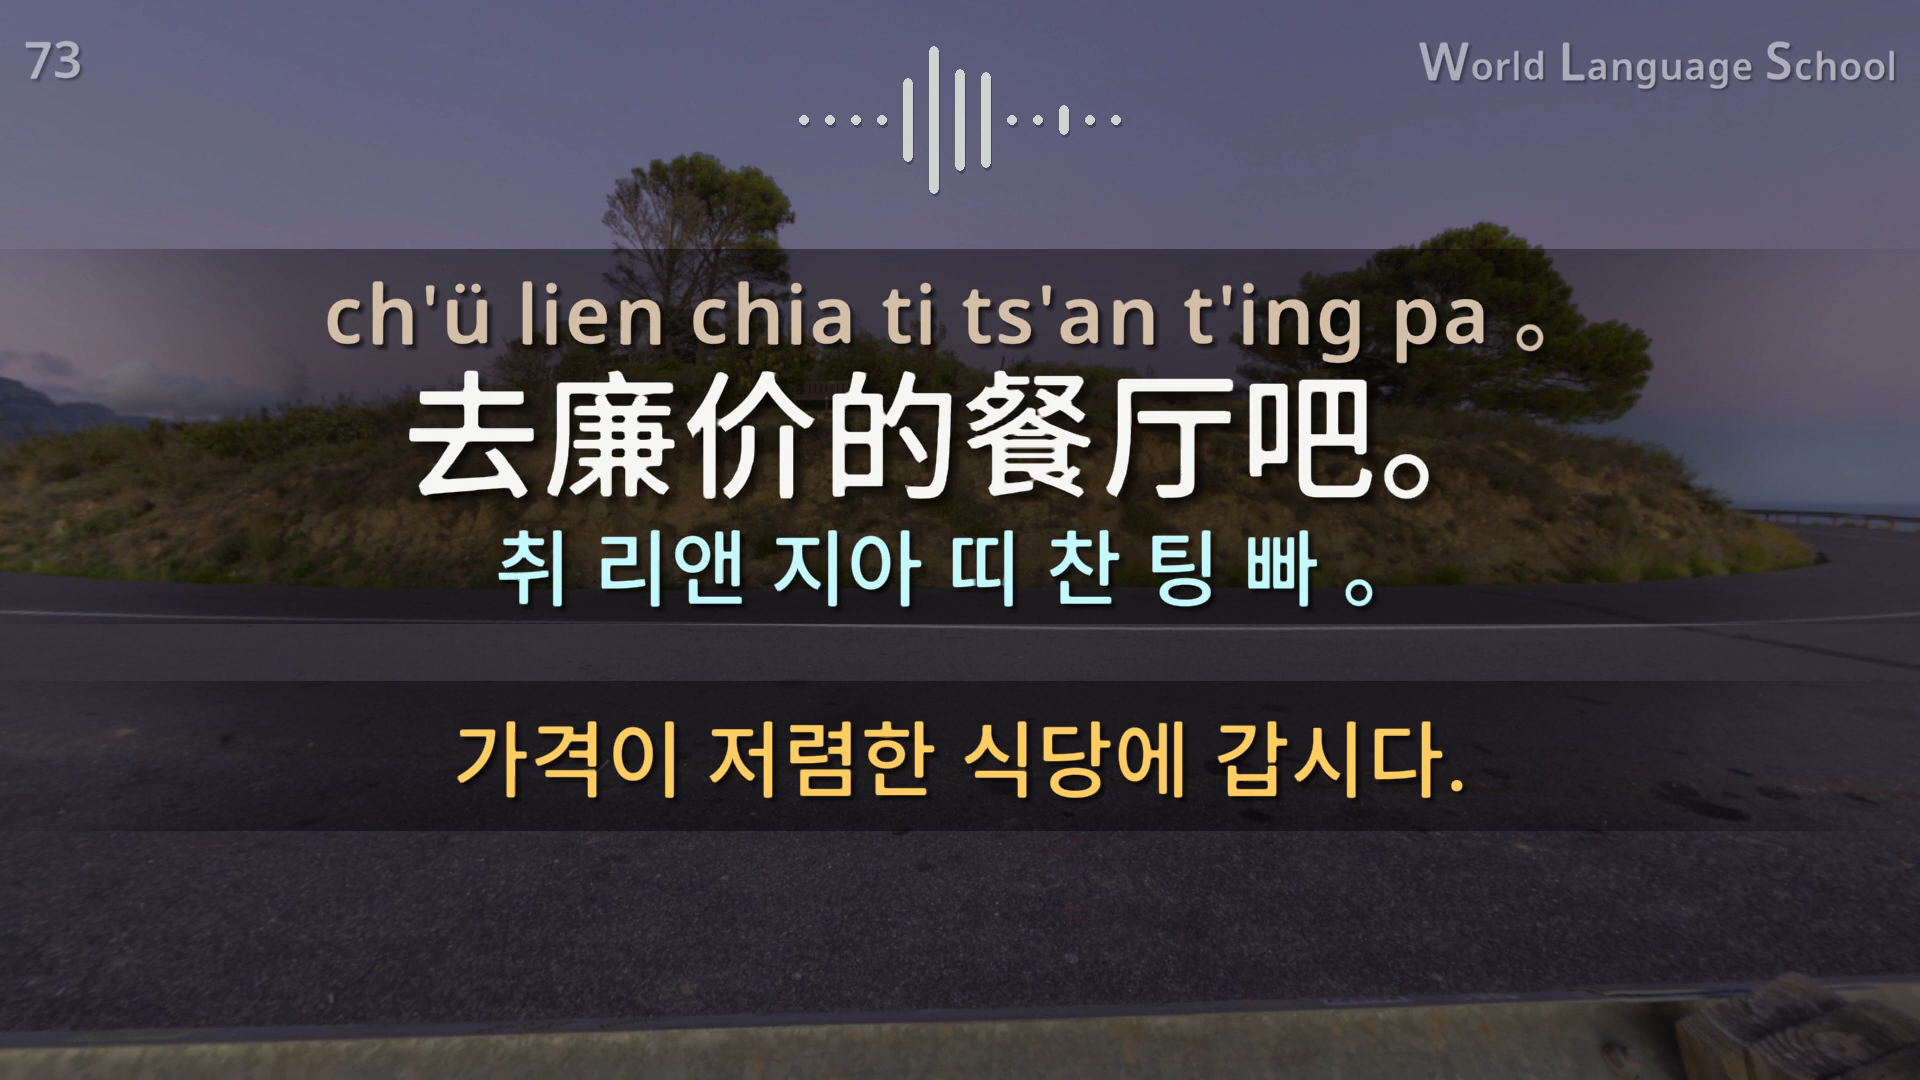 73
World Language School
ch'ü lien chia ti ts'an t'ing pa 。
去廉价的餐厅吧。
취 리앤 지아 띠 찬 팅 빠 。
가격이 저렴한 식당에 갑시다.